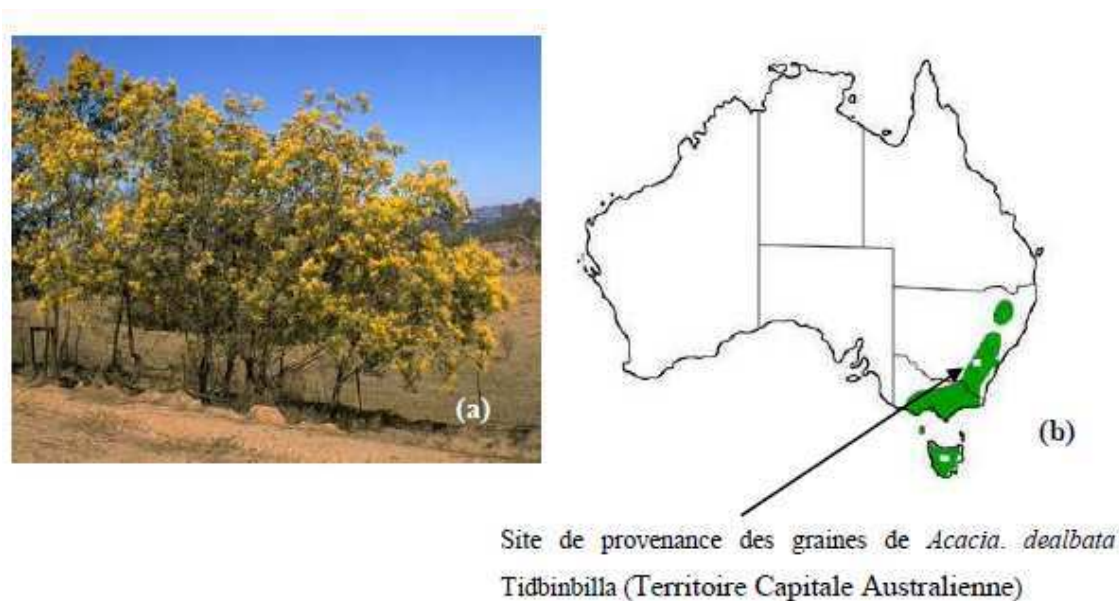 (a)
(b)
Site de provenance des graines de Acacia. dealbata
Tidbinbilla (Territoire Capitale Australienne)